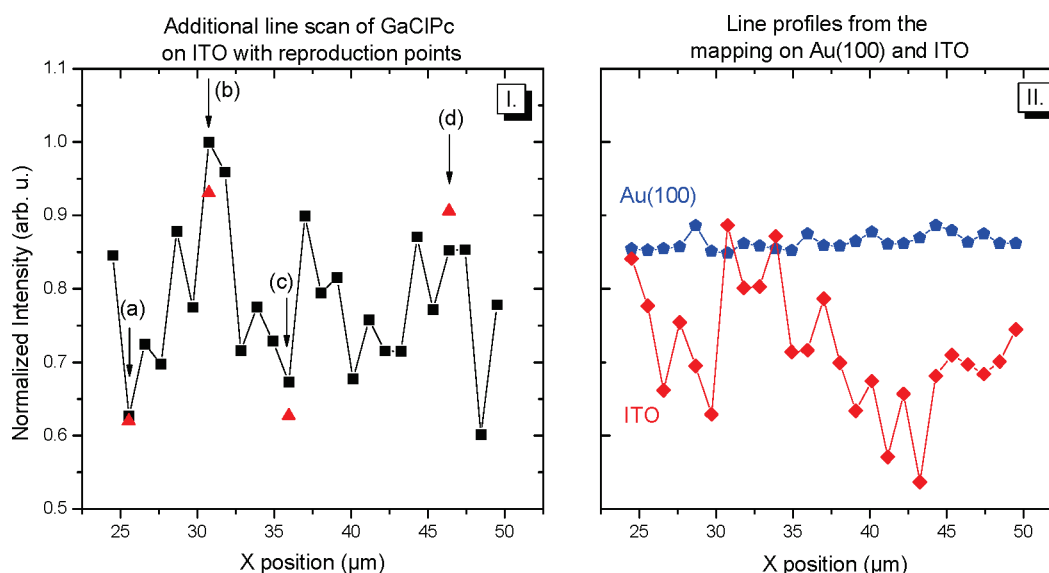 Additional line scan of GaClPc
on ITO with reproduction points
Line profiles from the
mapping on Au(100) and ITO
Normalized Intensity (arb. u.)
1.1
1.0
0.9
0.8
0.7
0.6
0.5
I.
(b)
(d)
(a)
(c)
25 30 35 40 45 50
X position (µm)
II.
Au(100)
ITO
25 30 35 40 45 50
X position (µm)